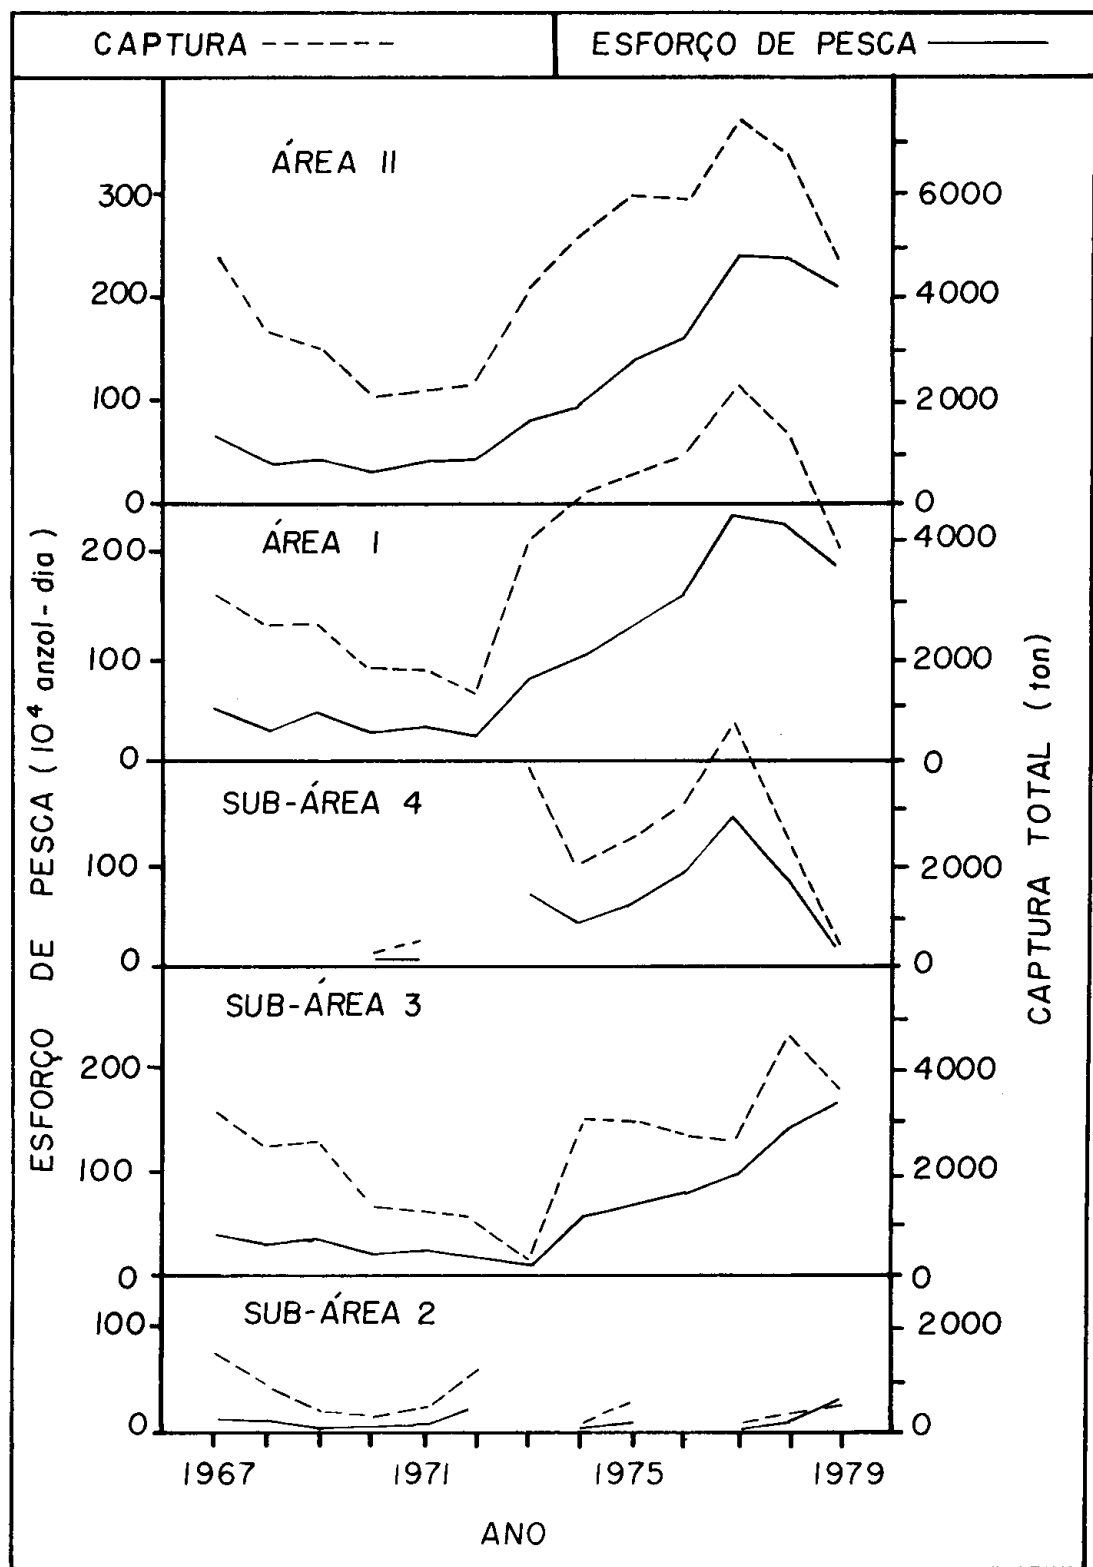 CAPTURA
ESFORÇO DE PESCA
ÁREA II
300
200
100
0
6000
4000
2000
0
ÁREA I
200
100
0
4000
2000
0
SUB-ÁREA 4
100
0
2000
0
SUB-ÁREA 3
200
100
0
4000
2000
0
SUB-ÁREA 2
100
0
2000
0
1967 1971 1975 1979
ANO
ESFORÇO DE PESCA (10⁴ anzol-dia)
CAPTURA TOTAL (ton)